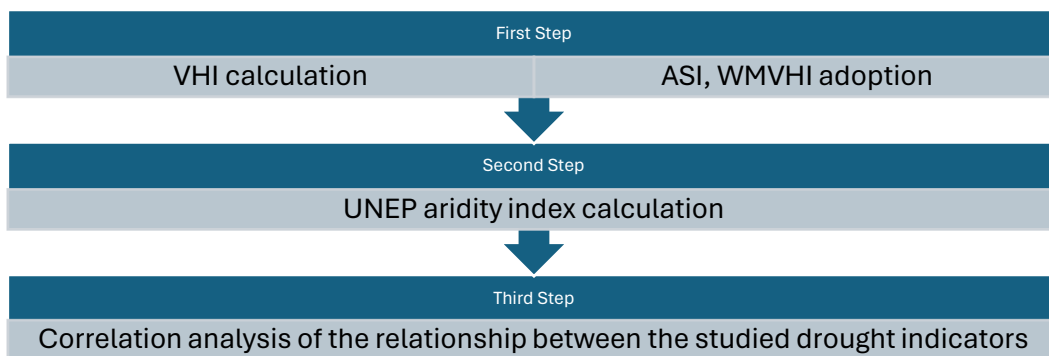 First Step
VHI calculation
ASI, WMVHI adoption
Second Step
UNEP aridity index calculation
Third Step
Correlation analysis of the relationship between the studied drought indicators